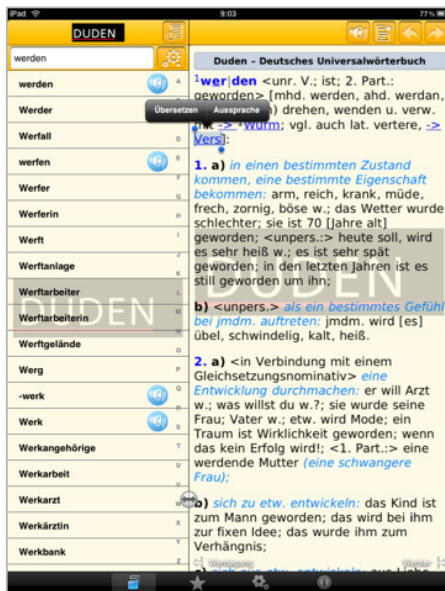 iPad 9:03 77%
DUDEN
werden
werden
Werder
Werfall
werfen
Werfer
Werferin
Werft
Werftanlage
Werftarbeiter
Werftarbeiterin
Werftgelände
Werg
-werk
Werk
Werkangehörige
Werkarbeit
Werkarzt
Werkärztin
Werkbank
A
D
E
F
G
H
I
J
K
L
M
N
O
P
Q
R
S
T
U
V
W
X
Y
Z
DUDEN
Duden – Deutsches Universalwörterbuch
¹wer|den <unr. V.; ist; 2. Part.:
geworden> [mhd. werden, ahd. werdan,
Übersetzen Aussprache
) drehen, wenden u. verw.
mit -> ¹Wurm; vgl. auch lat. vertere, ->
Vers]:
1. a) in einen bestimmten Zustand
kommen, eine bestimmte Eigenschaft
bekommen: arm, reich, krank, müde,
frech, zornig, böse w.; das Wetter wurde
schlechter; sie ist 70 [Jahre alt]
geworden; <unpers.:> heute soll, wird
es sehr heiß w.; es ist sehr spät
geworden; in den letzten Jahren ist es
still geworden um ihn;
DUDEN
b) <unpers.> als ein bestimmtes Gefühl
bei jmdm. auftreten: jmdm. wird [es]
übel, schwindelig, kalt, heiß.
2. a) <in Verbindung mit einem
Gleichsetzungsnominativ> eine
Entwicklung durchmachen: er will Arzt
w.; was willst du w.?; sie wurde seine
Frau; Vater w.; etw. wird Mode; ein
Traum ist Wirklichkeit geworden; wenn
das kein Erfolg wird!; <1. Part.:> eine
werdende Mutter (eine schwangere
Frau);
b) sich zu etw. entwickeln: das Kind ist
zum Mann geworden; das wird bei ihm
zur fixen Idee; das wurde ihm zum
Verhängnis;
Werdegang Werder